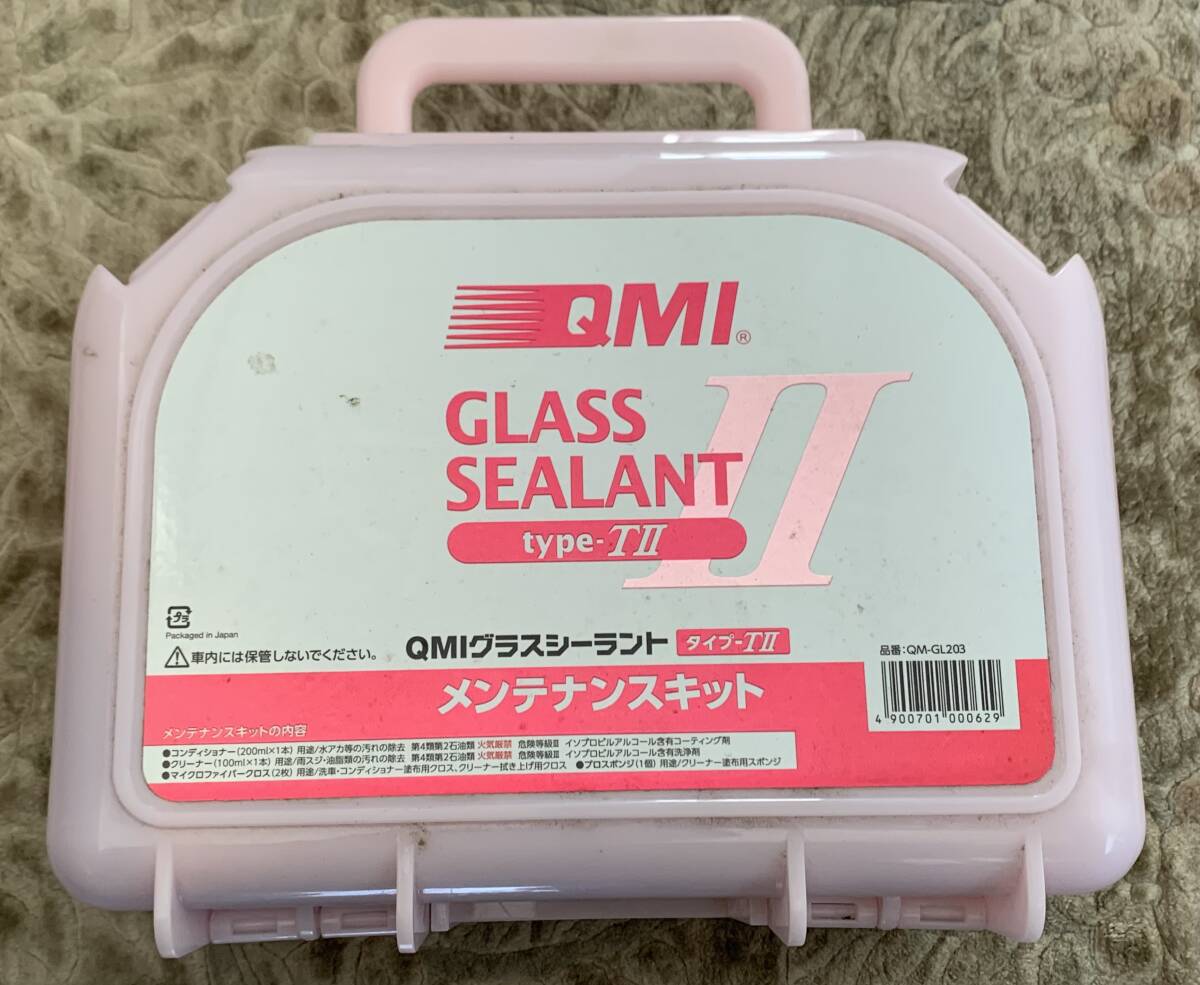 QMI®
GLASS
SEALANT
II
type-TII
プラ
Packaged in Japan
⚠車内には保管しないでください。
QMIグラスシーラント タイプ-TII
品番:QM-GL203
メンテナンスキット
4 900701 000629
メンテナンスキットの内容
●コンディショナー(200ml×1本) 用途/水アカ等の汚れの除去 第4類第2石油類 火気厳禁 危険等級Ⅲ イソプロピルアルコール含有コーティング剤
●クリーナー(100ml×1本) 用途/雨スジ・油脂類の汚れの除去 第4類第2石油類 火気厳禁 危険等級Ⅲ イソプロピルアルコール含有洗浄剤
●マイクロファイバークロス(2枚) 用途/洗車・コンディショナー塗布用クロス、クリーナー拭き上げ用クロス ●プロスポンジ(1個) 用途/クリーナー塗布用スポンジ